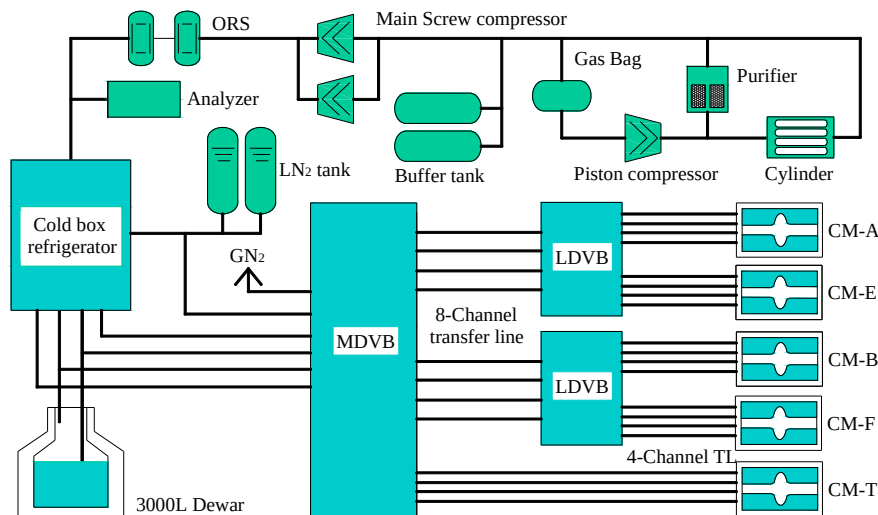 ORS
Main Screw compressor
Gas Bag
Purifier
Analyzer
LN₂ tank
Buffer tank
Piston compressor
Cylinder
Cold box
refrigerator
GN₂
MDVB
8-Channel
transfer line
LDVB
LDVB
CM-A
CM-E
CM-B
CM-F
4-Channel TL
CM-T
3000L Dewar